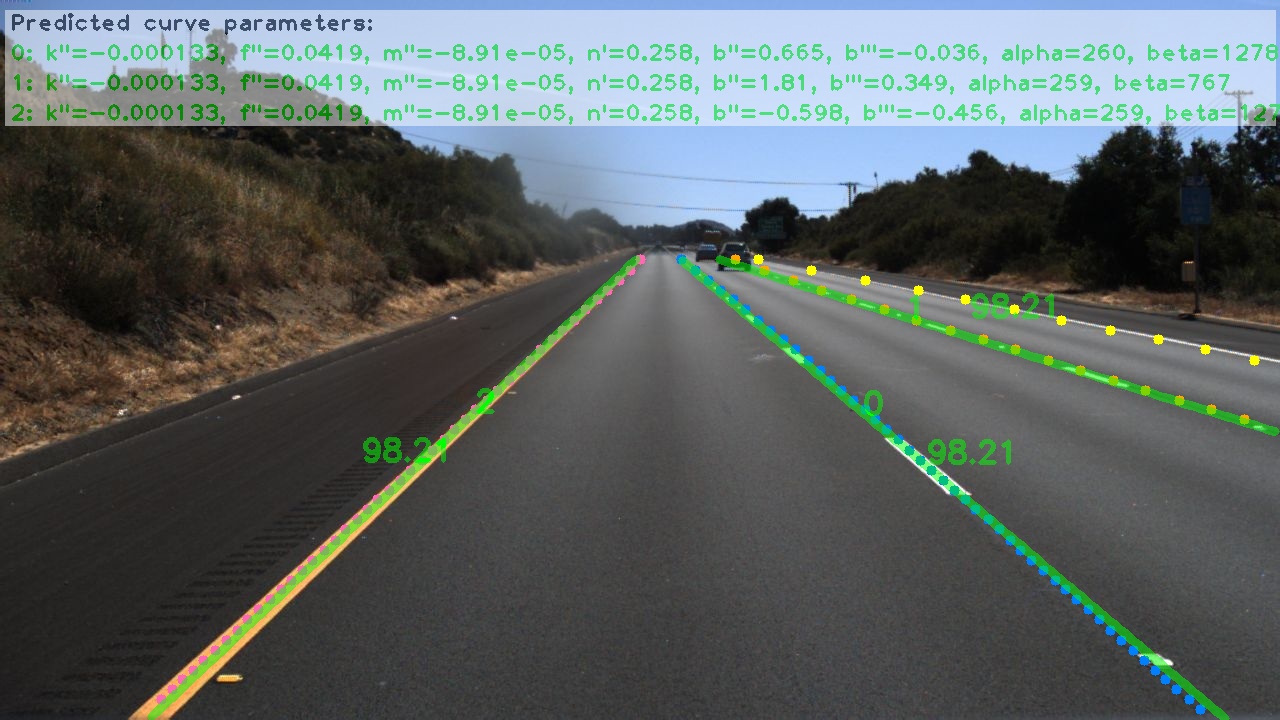 Predicted curve parameters:
0: k''=-0.000133, f''=0.0419, m''=-8.91e-05, n'=0.258, b''=0.665, b'''=-0.036, alpha=260, beta=1278
1: k''=-0.000133, f''=0.0419, m''=-8.91e-05, n'=0.258, b''=1.81, b'''=0.349, alpha=259, beta=767
2: k''=-0.000133, f''=0.0419, m''=-8.91e-05, n'=0.258, b''=-0.598, b'''=-0.456, alpha=259, beta=127
1
98.21
2
0
98.21
98.21